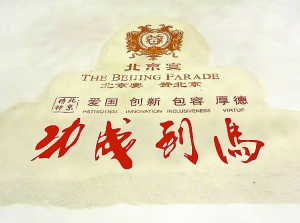 北京宴
THE BEIJING PARADE
北京宴 赞北京
北京精神
爱国 创新 包容 厚德
PATRIOTISM INNOVATION INCLUSIVENESS VIRTUE
功成到馬